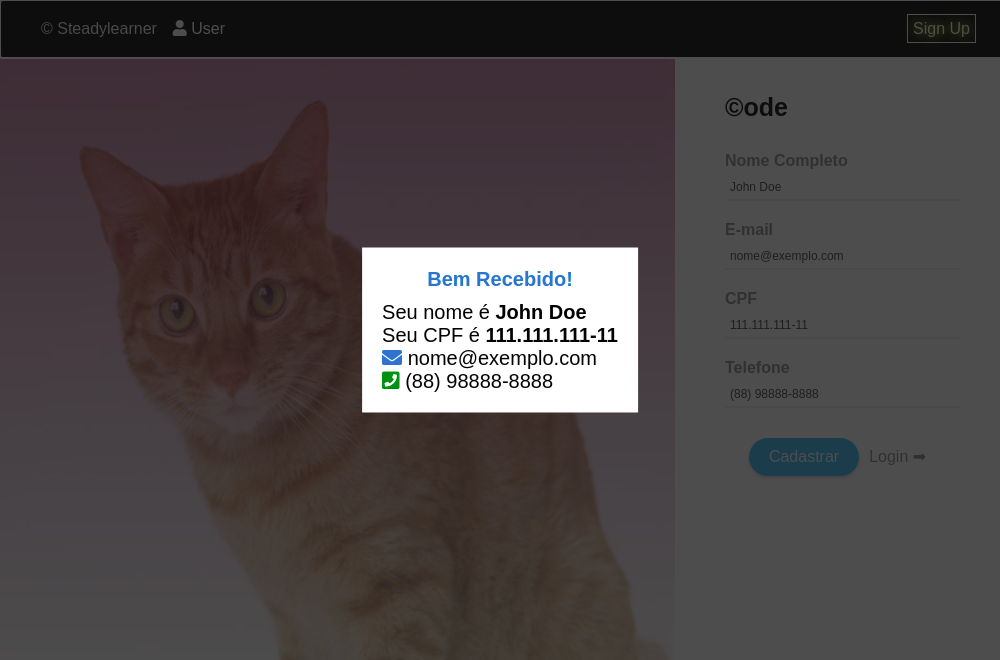 © Steadylearner User Sign Up
©ode
Nome Completo
John Doe
E-mail
nome@exemplo.com
CPF
111.111.111-11
Telefone
(88) 98888-8888
Cadastrar Login ➡
Bem Recebido!
Seu nome é John Doe
Seu CPF é 111.111.111-11
nome@exemplo.com
(88) 98888-8888